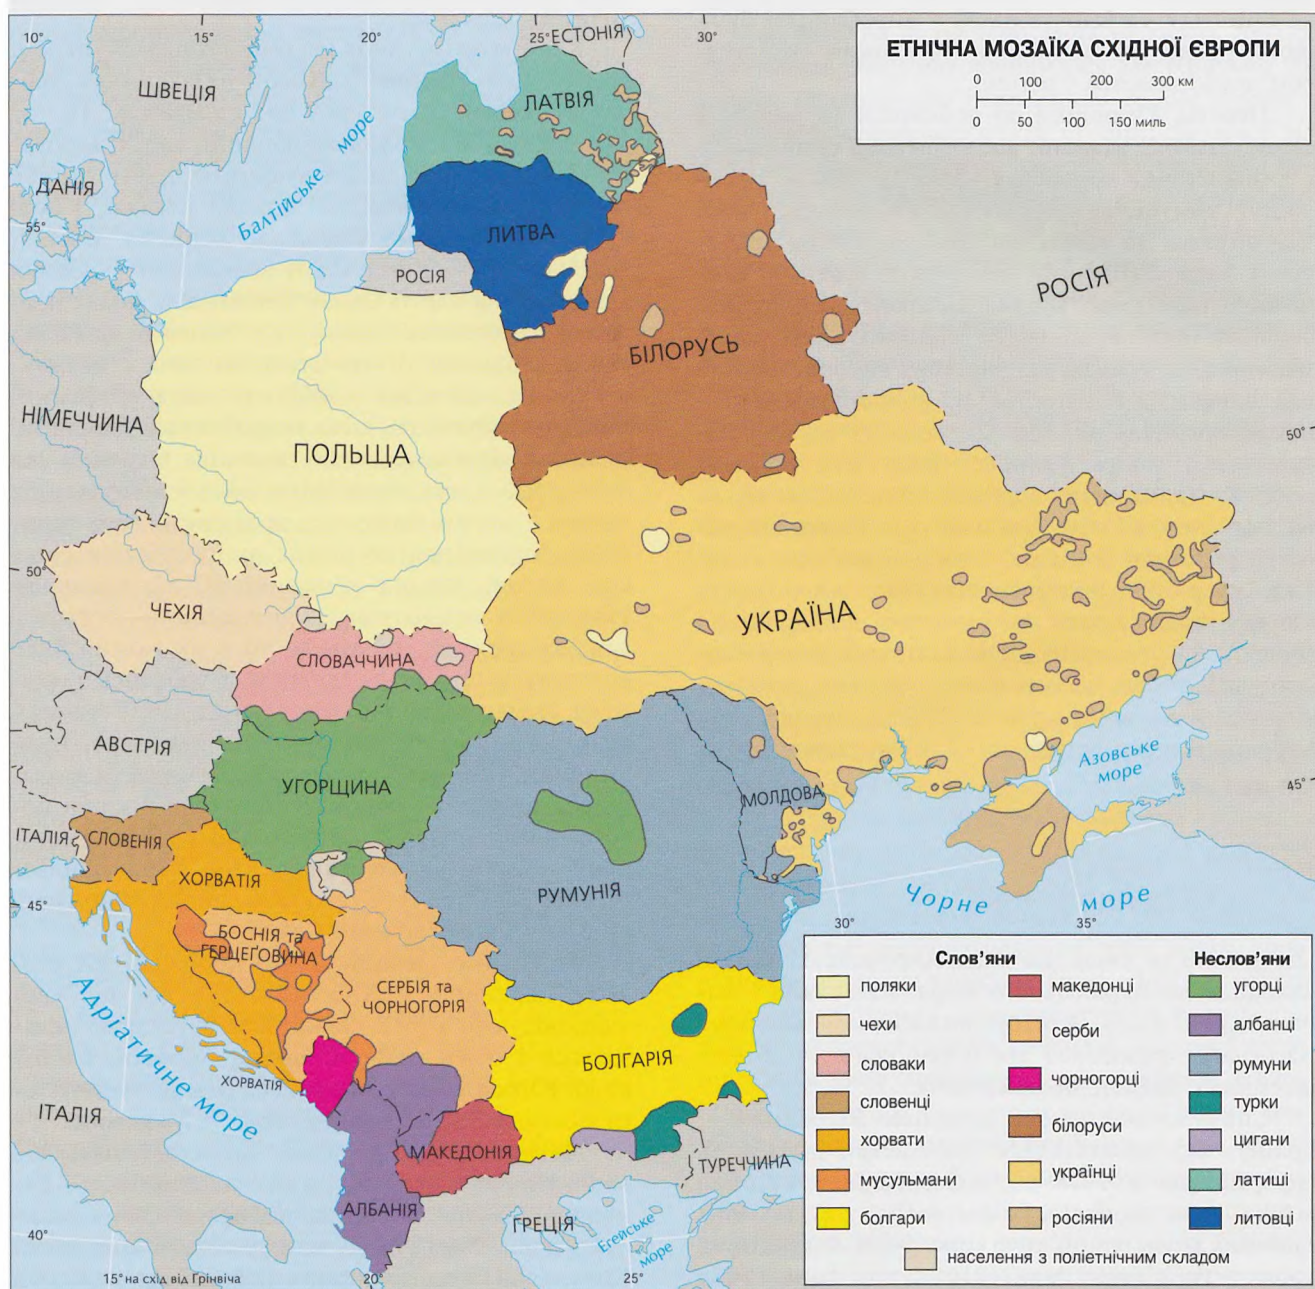 10°
15°
20°
25°
ЕСТОНІЯ
30°
ЕТНІЧНА МОЗАЇКА СХІДНОЇ ЄВРОПИ
0 100 200 300 км
0 50 100 150 миль
ШВЕЦІЯ
ЛАТВІЯ
ДАНІЯ
Балтійське море
55°
ЛИТВА
РОСІЯ
РОСІЯ
БІЛОРУСЬ
НІМЕЧЧИНА
ПОЛЬЩА
50°
50°
ЧЕХІЯ
УКРАЇНА
СЛОВАЧЧИНА
АВСТРІЯ
Азовське
море
УГОРЩИНА
МОЛДОВА
45°
ІТАЛІЯ
СЛОВЕНІЯ
ХОРВАТІЯ
РУМУНІЯ
Чорне море
45°
30°
35°
БОСНІЯ та
ГЕРЦЕҐОВИНА
СЕРБІЯ та
ЧОРНОГОРІЯ
Адріатичне море
БОЛГАРІЯ
ХОРВАТІЯ
ІТАЛІЯ
МАКЕДОНІЯ
ТУРЕЧЧИНА
АЛБАНІЯ
ГРЕЦІЯ
Егейське
море
40°
15° на схід від Грінвіча
20°
25°
Слов’яни
поляки
чехи
словаки
словенці
хорвати
мусульмани
болгари
македонці
серби
чорногорці
білоруси
українці
росіяни
Неслов’яни
угорці
албанці
румуни
турки
цигани
латиші
литовці
населення з поліетнічним складом